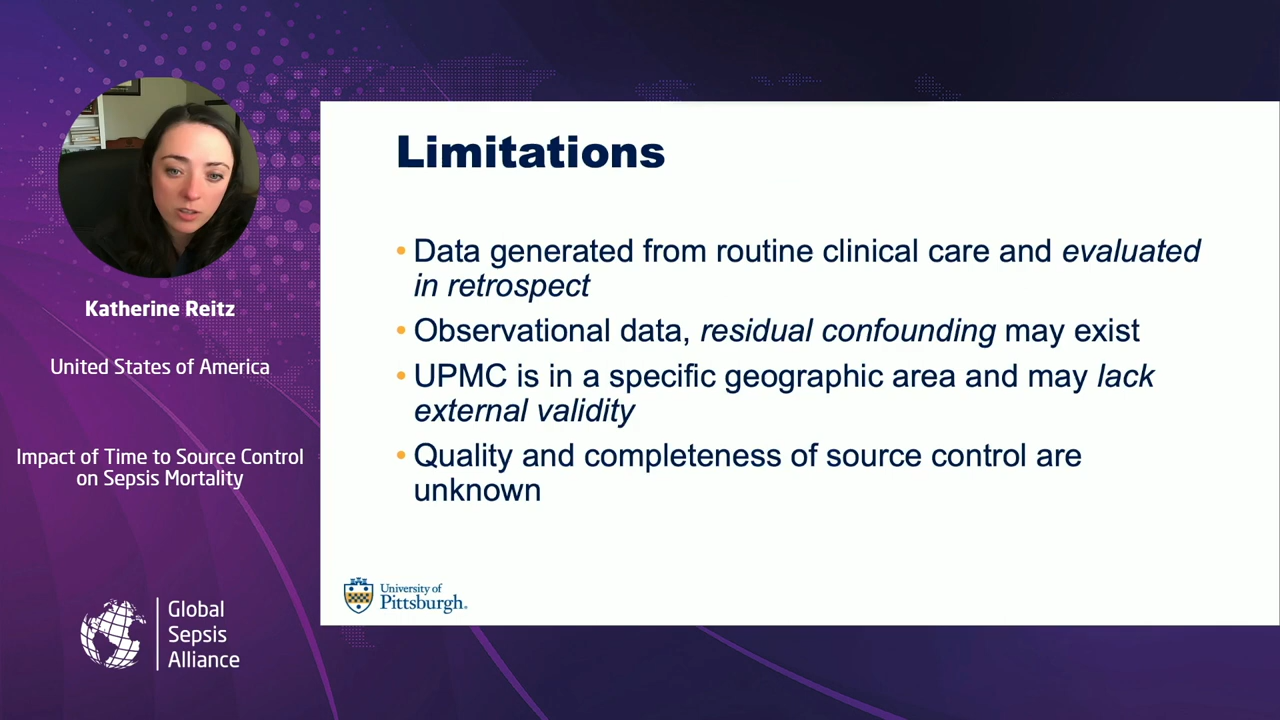 Katherine Reitz
United States of America
Impact of Time to Source Control
on Sepsis Mortality
Global
Sepsis
Alliance
Limitations
• Data generated from routine clinical care and evaluated
in retrospect
• Observational data, residual confounding may exist
• UPMC is in a specific geographic area and may lack
external validity
• Quality and completeness of source control are
unknown
University of
Pittsburgh®